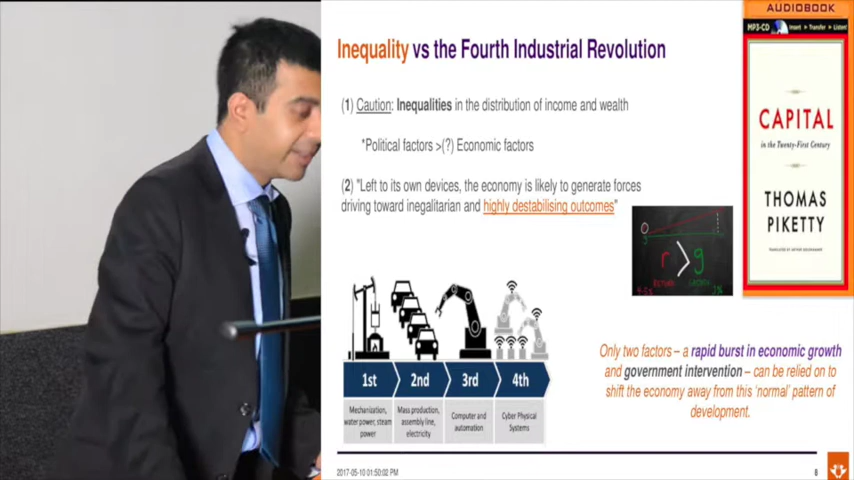 Inequality vs the Fourth Industrial Revolution
(1) Caution: Inequalities in the distribution of income and wealth
*Political factors >(?) Economic factors
(2) "Left to its own devices, the economy is likely to generate forces
driving toward inegalitarian and highly destabilising outcomes"
AUDIOBOOK
MP3-CD
Insert • Transfer • Listen!
CAPITAL
in the Twenty-First Century
THOMAS
PIKETTY
r > g
1st
2nd
3rd
4th
Mechanization,
water power, steam
power
Mass production,
assembly line,
electricity
Computer and
automation
Cyber Physical
Systems
Only two factors – a rapid burst in economic growth
and government intervention – can be relied on to
shift the economy away from this 'normal' pattern of
development.
2017-05-10 01:50:02 PM
8